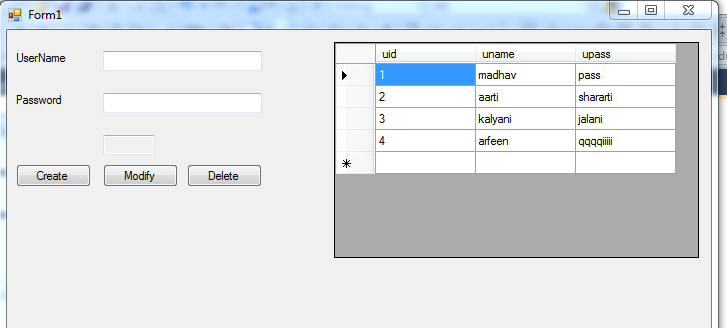 Form1
UserName
Password
Create Modify Delete
uid uname upass
1 madhav pass
2 aarti shararti
3 kalyani jalani
4 arfeen qqqqiiiii